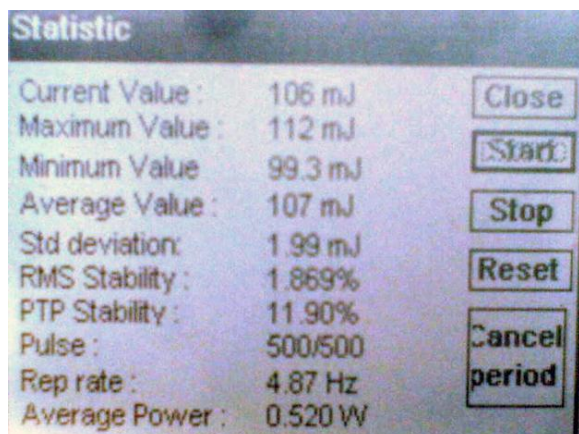 Statistic
Current Value : 106 mJ
Maximum Value : 112 mJ
Minimum Value 99.3 mJ
Average Value : 107 mJ
Std deviation: 1.99 mJ
RMS Stability : 1.869%
PTP Stability : 11.90%
Pulse : 500/500
Rep rate : 4.87 Hz
Average Power : 0.520 W
Close
Start
Stop
Reset
Cancel
period